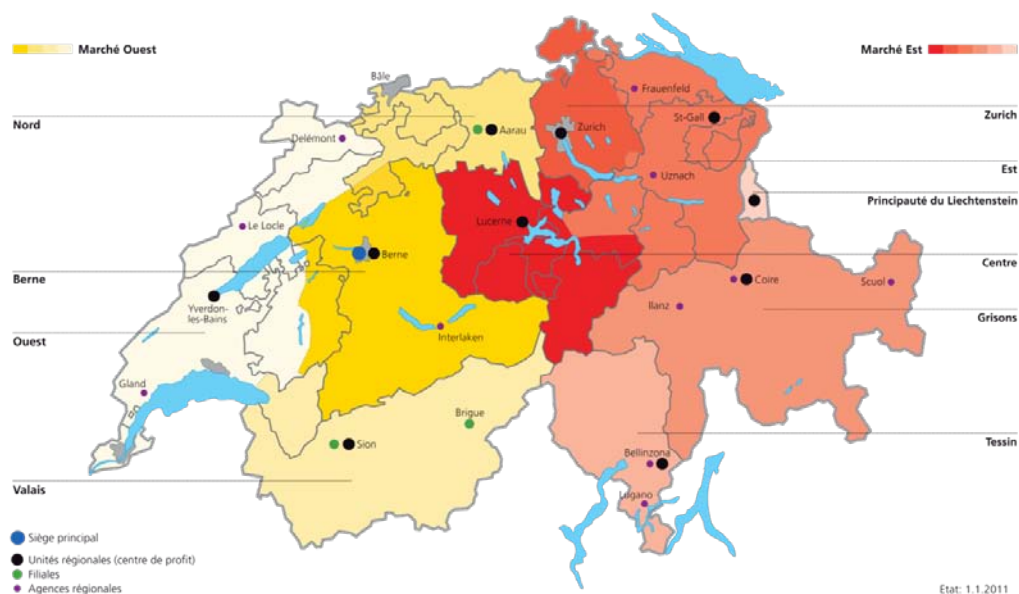 Marché Ouest
Marché Est
Bâle
Frauenfeld
Nord
Zurich
St-Gall
Zurich
Aarau
Delémont
Est
Uznach
Principauté du Liechtenstein
Le Locle
Lucerne
Berne
Centre
Berne
Coire
Scuol
Yverdon-
les-Bains
Ilanz
Grisons
Ouest
Interlaken
Gland
Brigue
Tessin
Sion
Bellinzona
Valais
Lugano
Siège principal
Unités régionales (centre de profit)
Filiales
Agences régionales
Etat: 1.1.2011